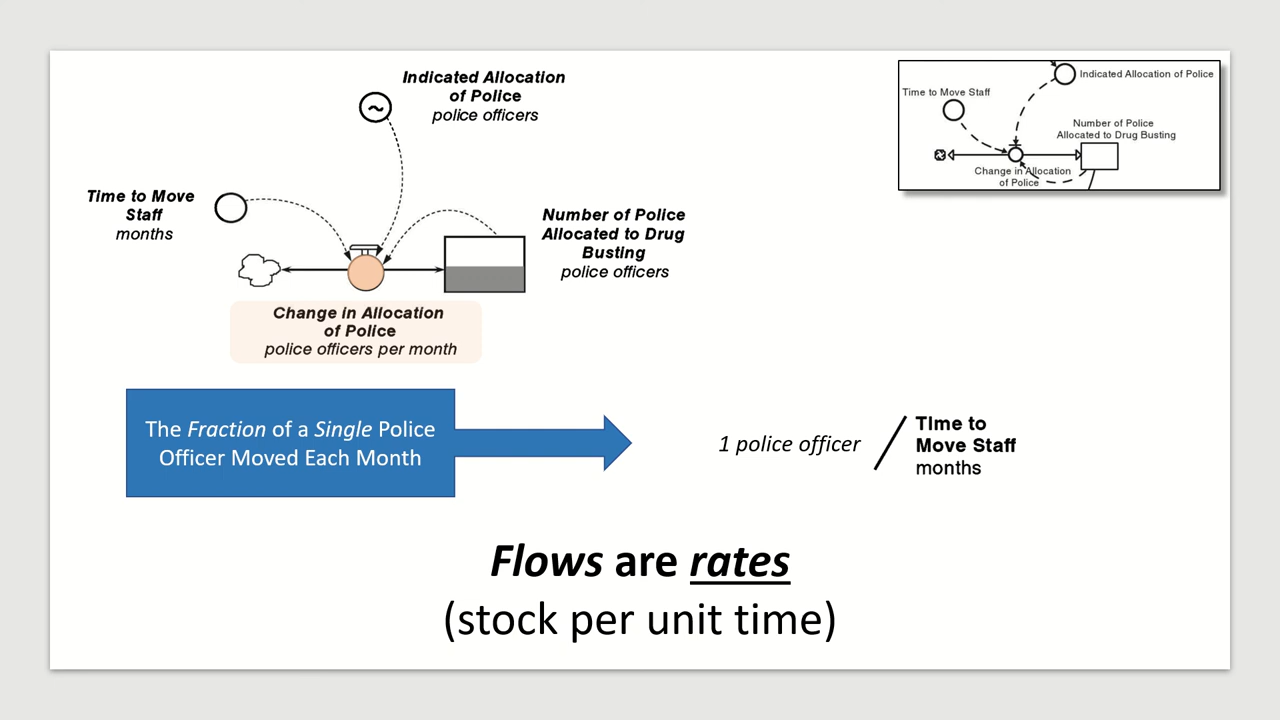 Indicated Allocation
of Police
police officers
Time to Move
Staff
months
Number of Police
Allocated to Drug
Busting
police officers
Change in Allocation
of Police
police officers per month
Indicated Allocation of Police
Time to Move Staff
Number of Police
Allocated to Drug Busting
Change in Allocation
of Police
The Fraction of a Single Police
Officer Moved Each Month
1 police officer
/
TIme to
Move Staff
months
Flows are rates
(stock per unit time)